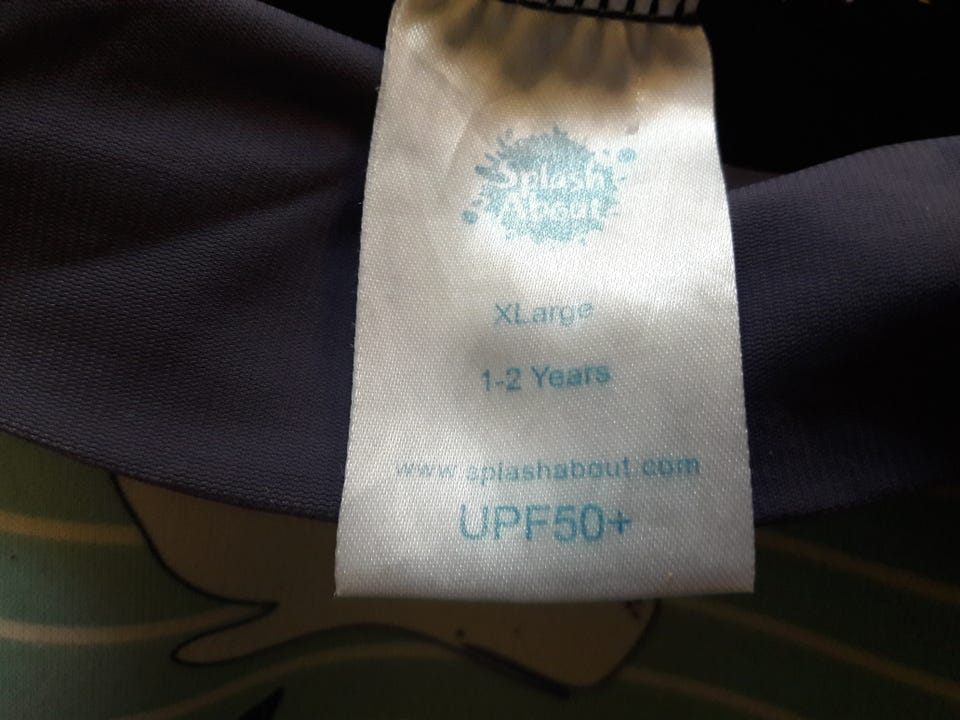 Splash
About
XLarge
1-2 Years
www.splashabout.com
UPF50+